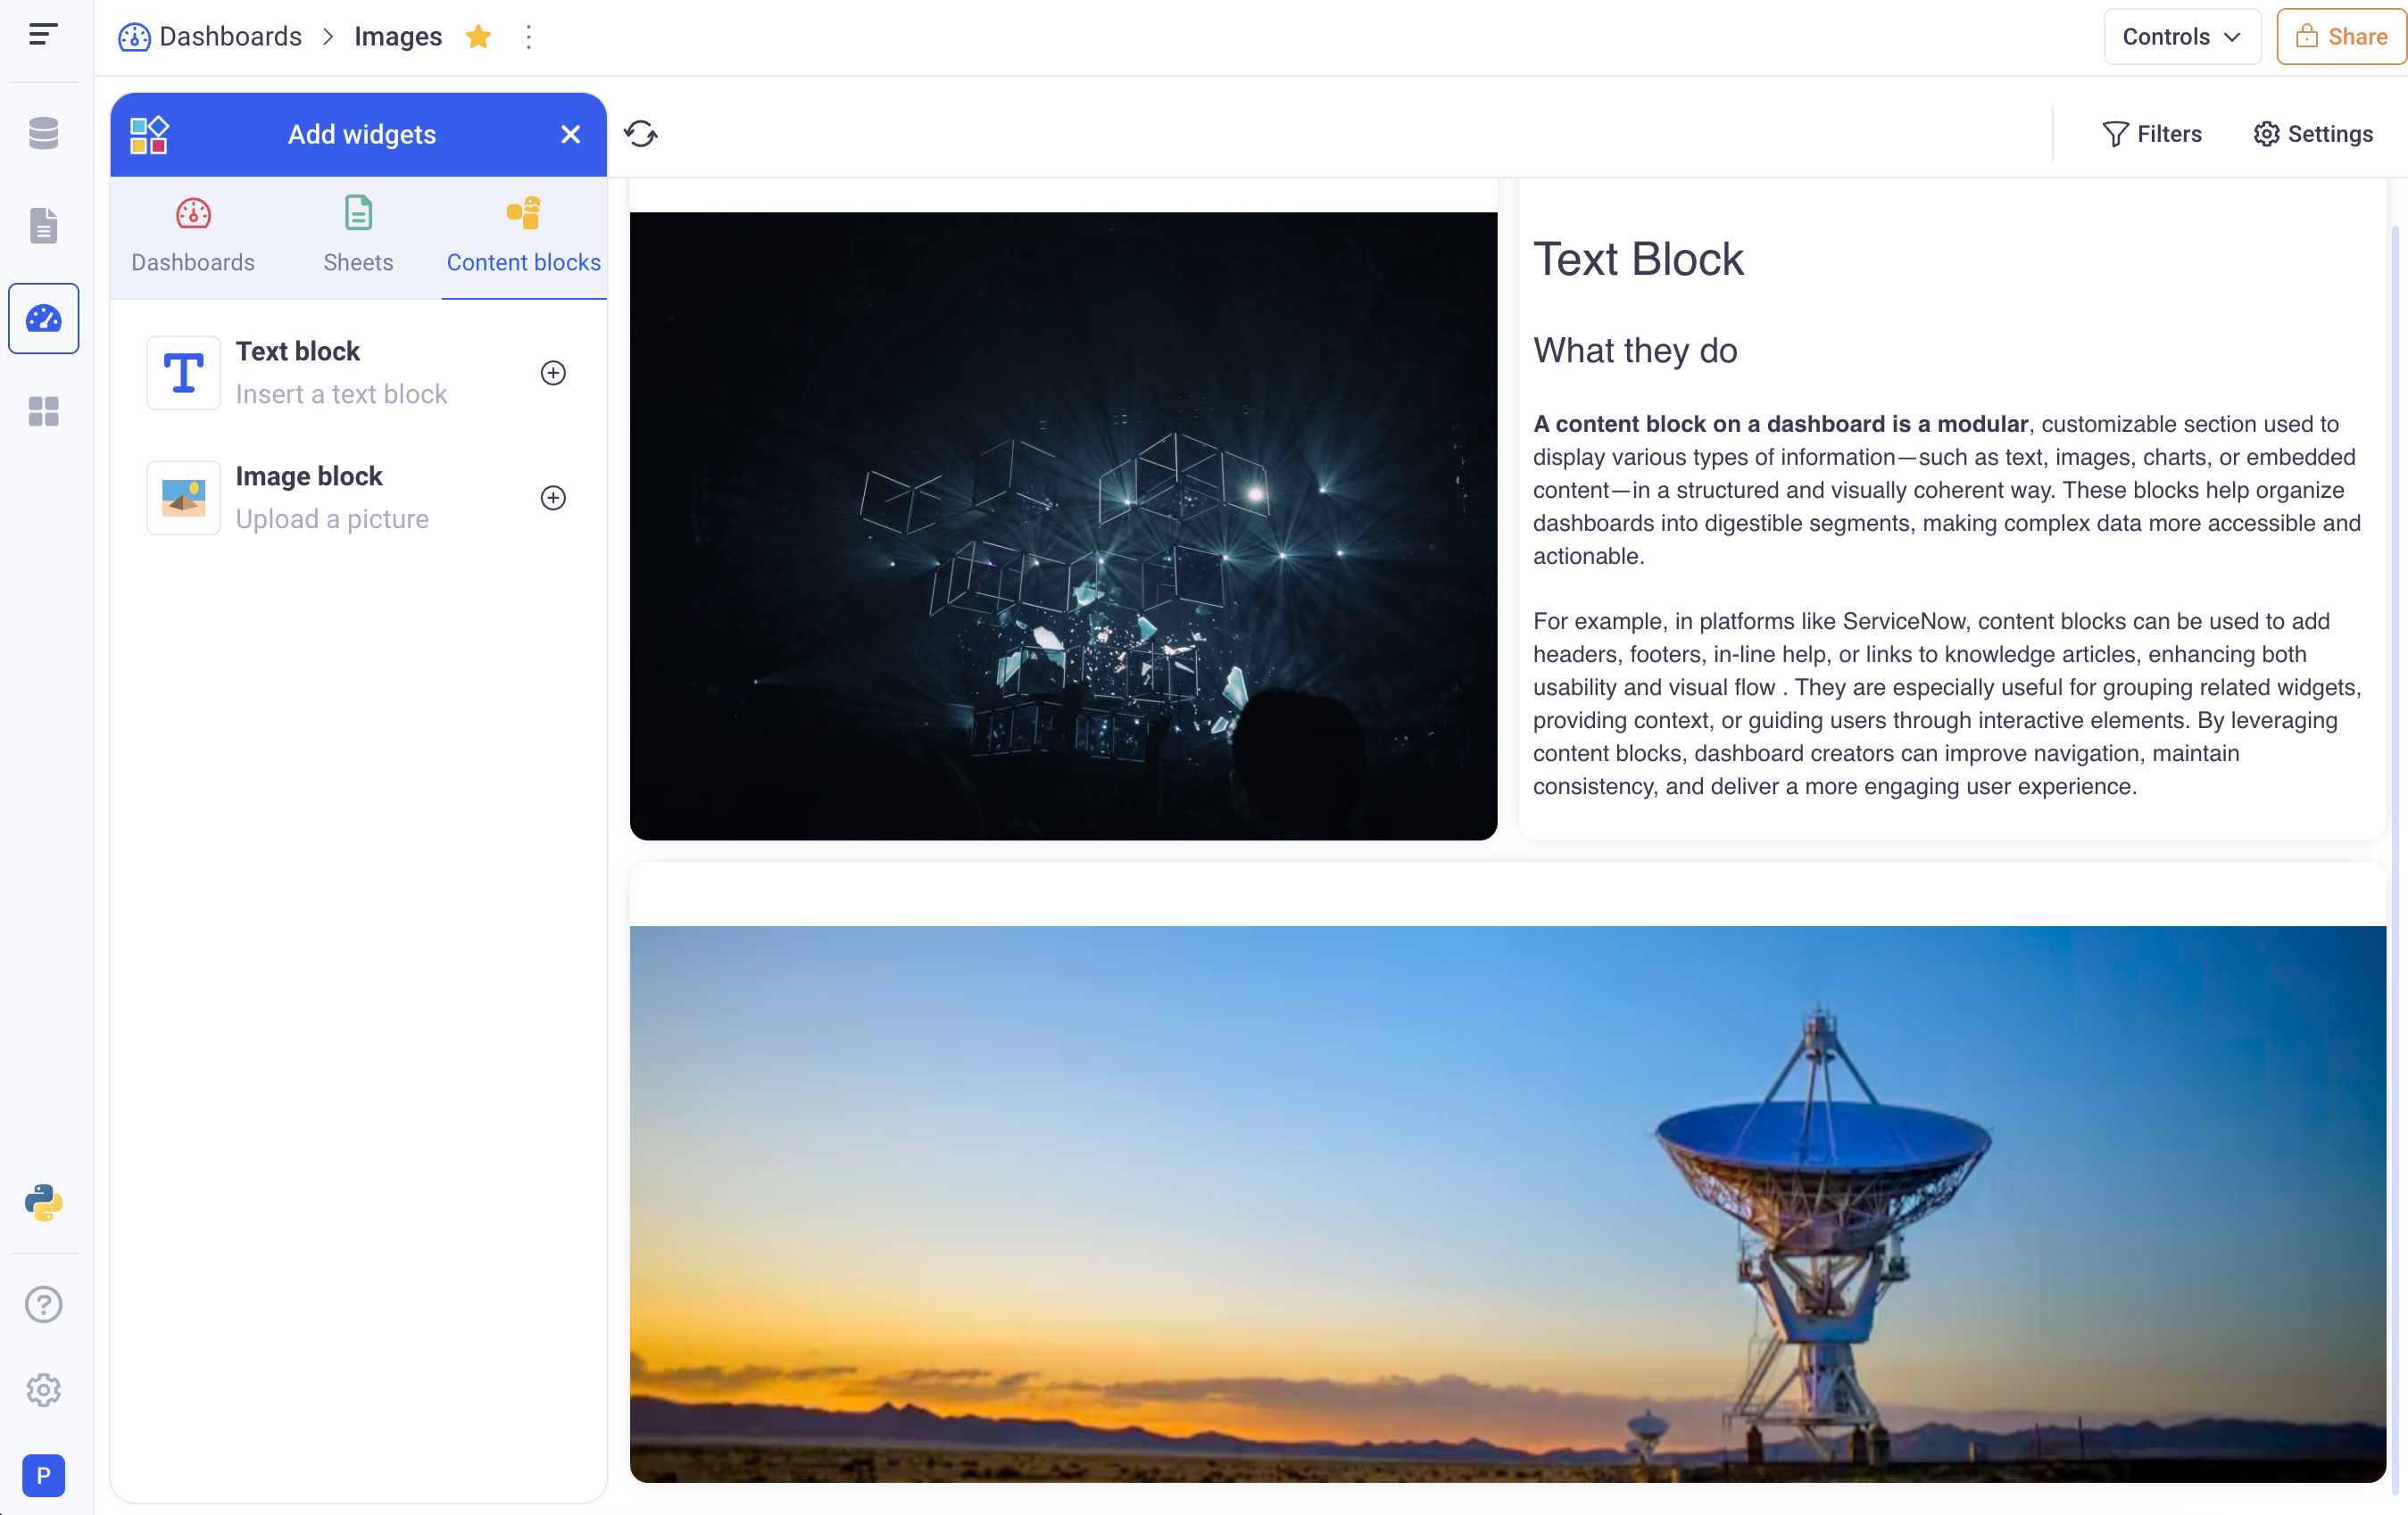 Dashboards > Images
Controls
Share
Add widgets
Filters
Settings
Dashboards
Sheets
Content blocks
Text block
Insert a text block
Image block
Upload a picture
Text Block
What they do
A content block on a dashboard is a modular, customizable section used to
display various types of information—such as text, images, charts, or embedded
content—in a structured and visually coherent way. These blocks help organize
dashboards into digestible segments, making complex data more accessible and
actionable.
For example, in platforms like ServiceNow, content blocks can be used to add
headers, footers, in-line help, or links to knowledge articles, enhancing both
usability and visual flow . They are especially useful for grouping related widgets,
providing context, or guiding users through interactive elements. By leveraging
content blocks, dashboard creators can improve navigation, maintain
consistency, and deliver a more engaging user experience.
P